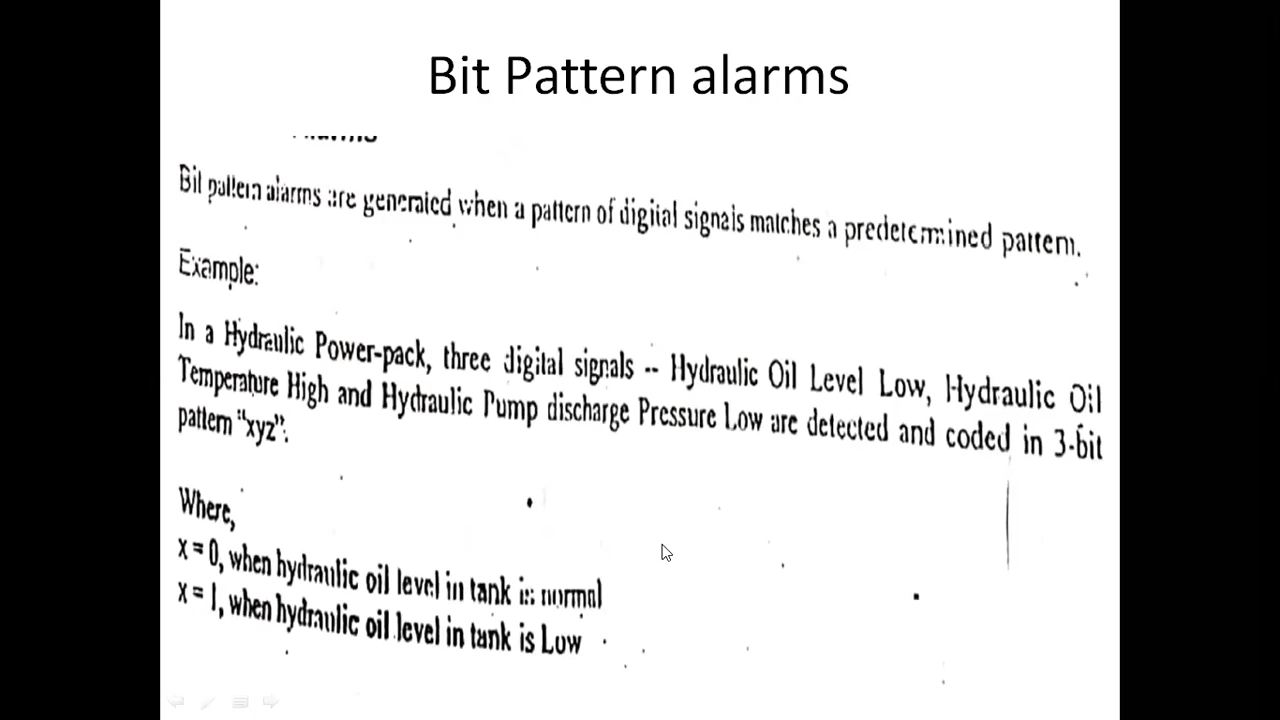 Bit Pattern alarms
Bit pattern alarms are generated when a pattern of digital signals matches a predetermined pattern.
Example:
In a Hydraulic Power-pack, three digital signals -- Hydraulic Oil Level Low, Hydraulic Oil
Temperature High and Hydraulic Pump discharge Pressure Low are detected and coded in 3-bit
pattern "xyz".
Where,
x = 0, when hydraulic oil level in tank is normal
x = 1, when hydraulic oil level in tank is Low